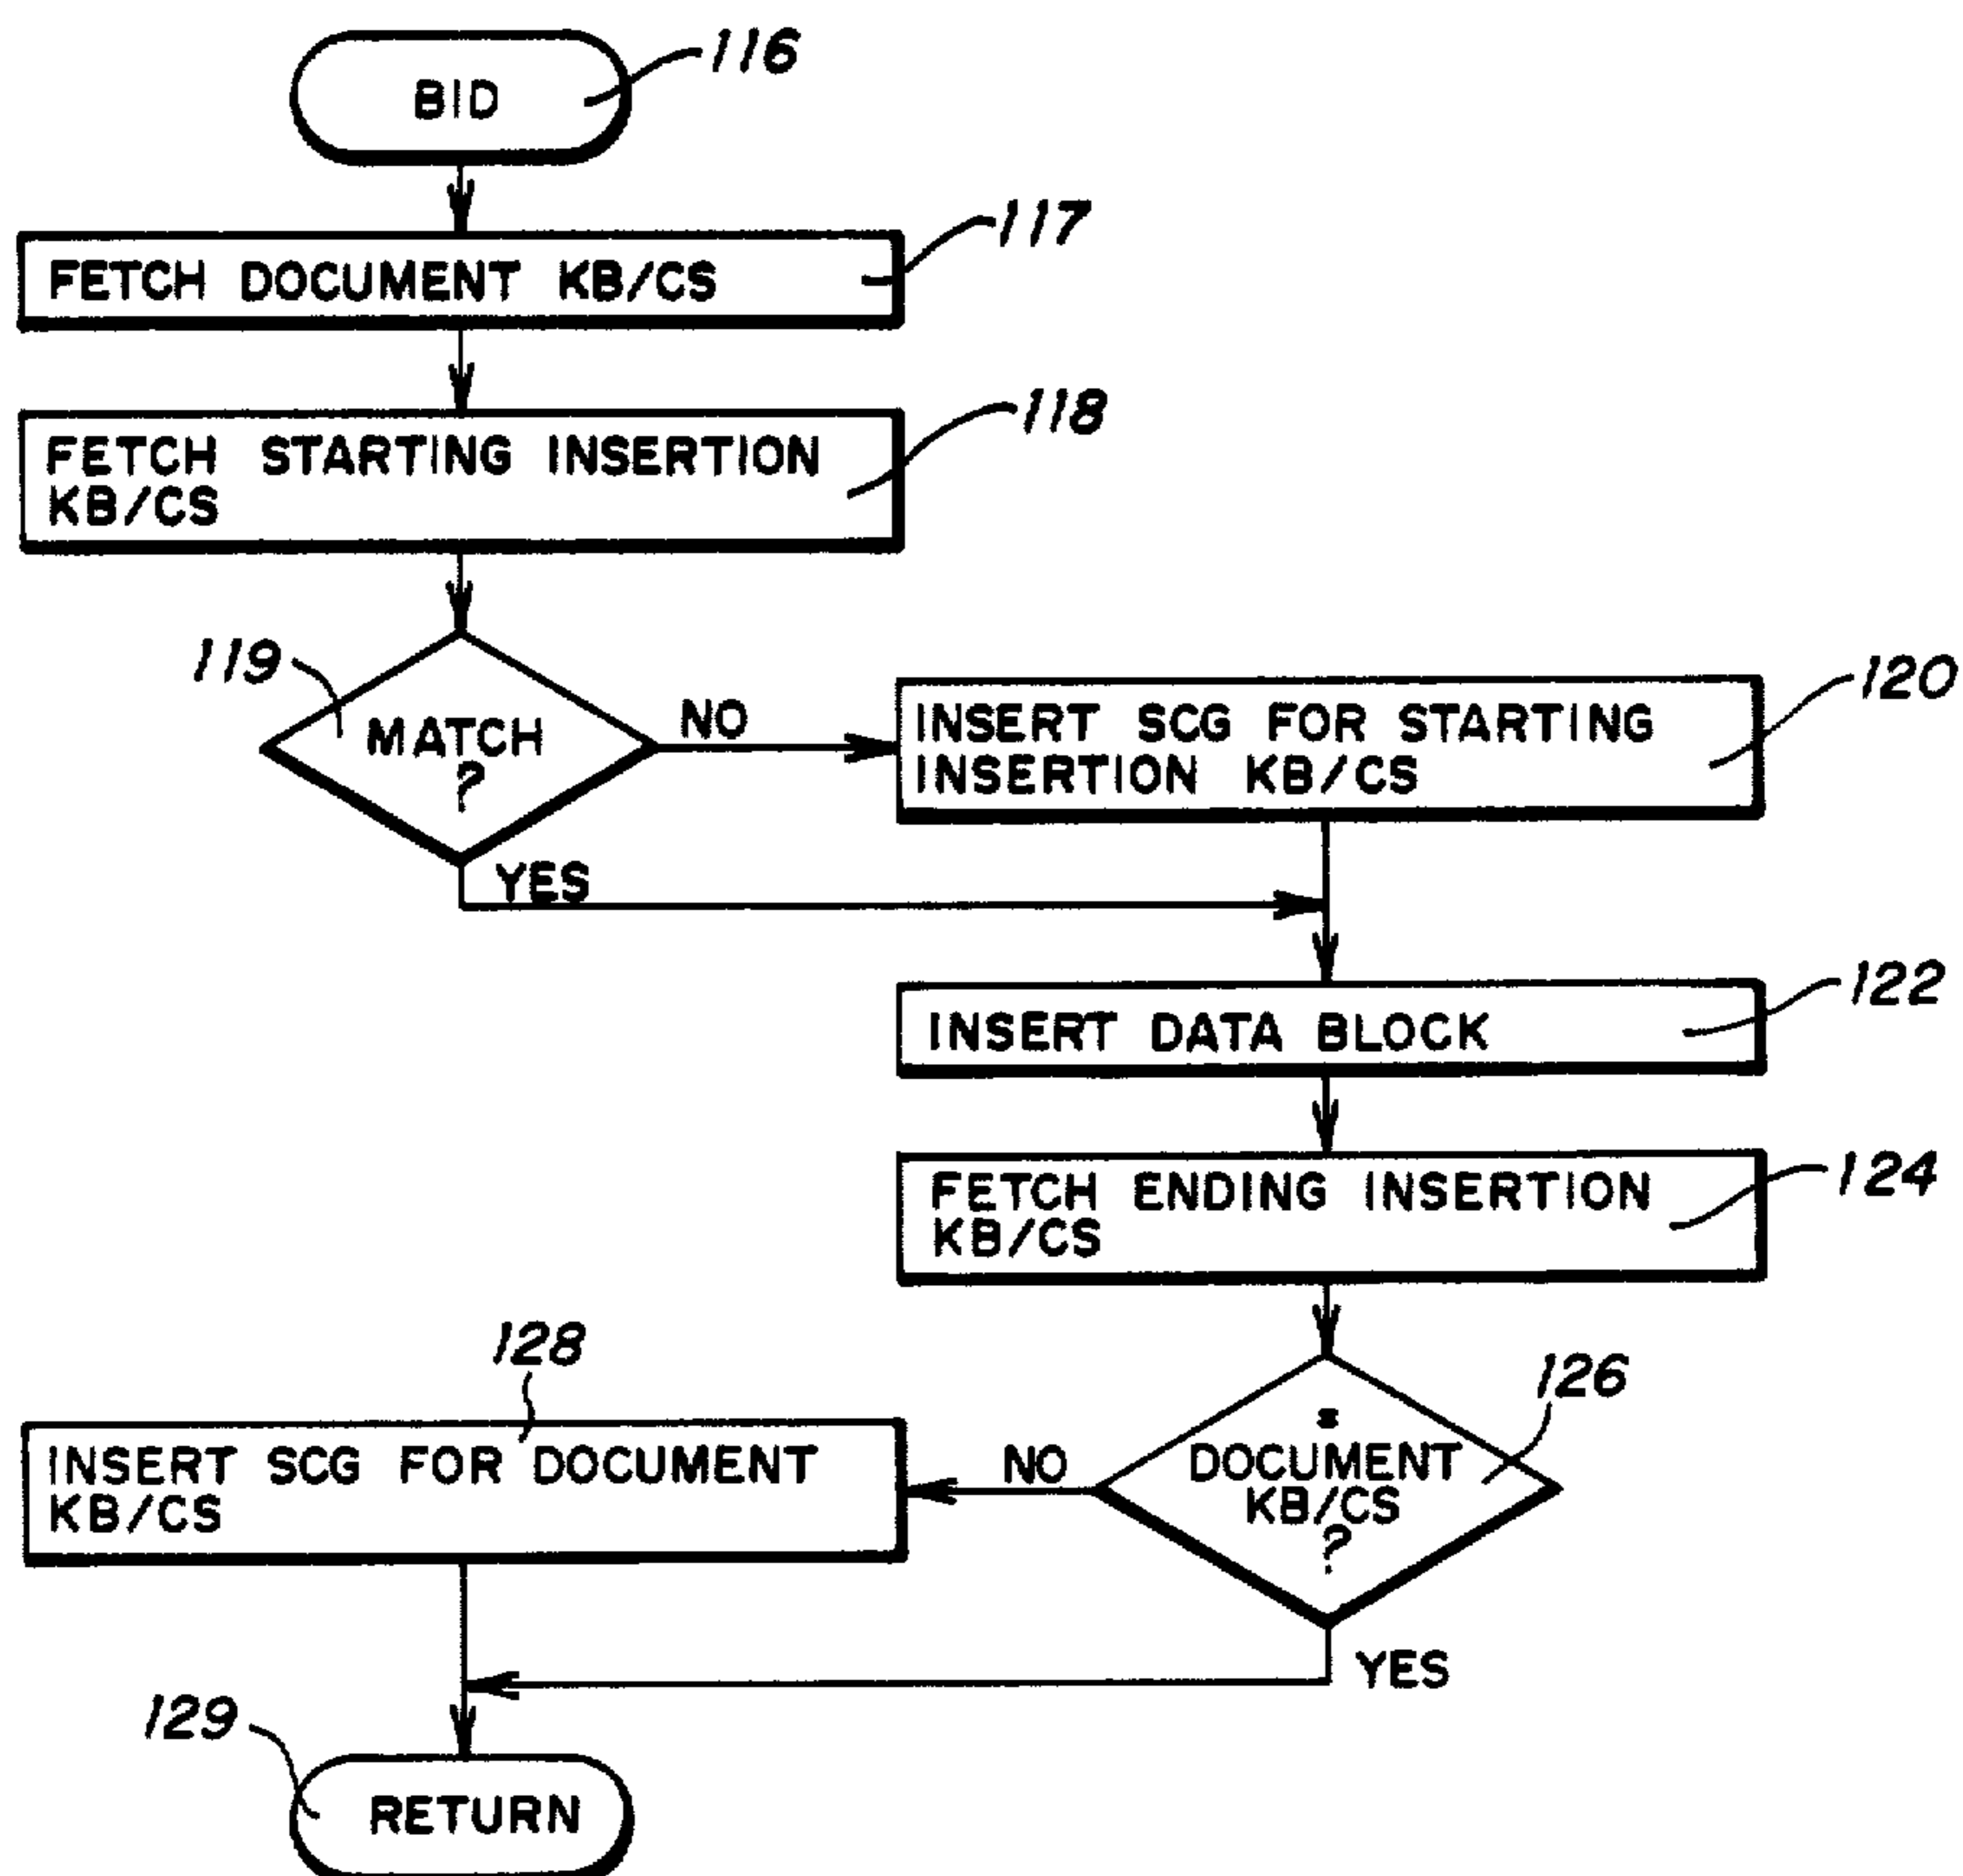 BID
116
FETCH DOCUMENT KB/CS
117
FETCH STARTING INSERTION
KB/CS
118
119
MATCH
?
NO
YES
INSERT SCG FOR STARTING
INSERTION KB/CS
120
INSERT DATA BLOCK
122
FETCH ENDING INSERTION
KB/CS
124
=
DOCUMENT
KB/CS
?
126
NO
YES
128
INSERT SCG FOR DOCUMENT
KB/CS
129
RETURN